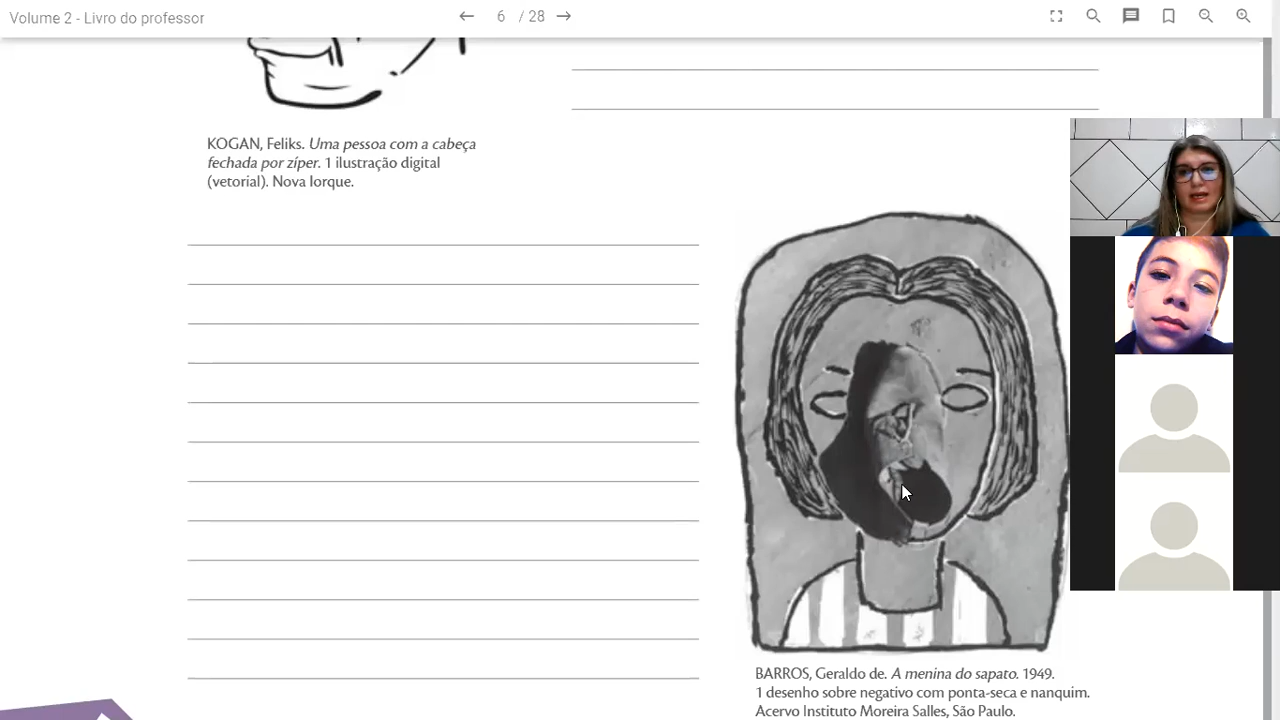 Volume 2 - Livro do professor
6 / 28
KOGAN, Feliks. Uma pessoa com a cabeça
fechada por zíper. 1 ilustração digital
(vetorial). Nova Iorque.
BARROS, Geraldo de. A menina do sapato. 1949.
1 desenho sobre negativo com ponta-seca e nanquim.
Acervo Instituto Moreira Salles, São Paulo.